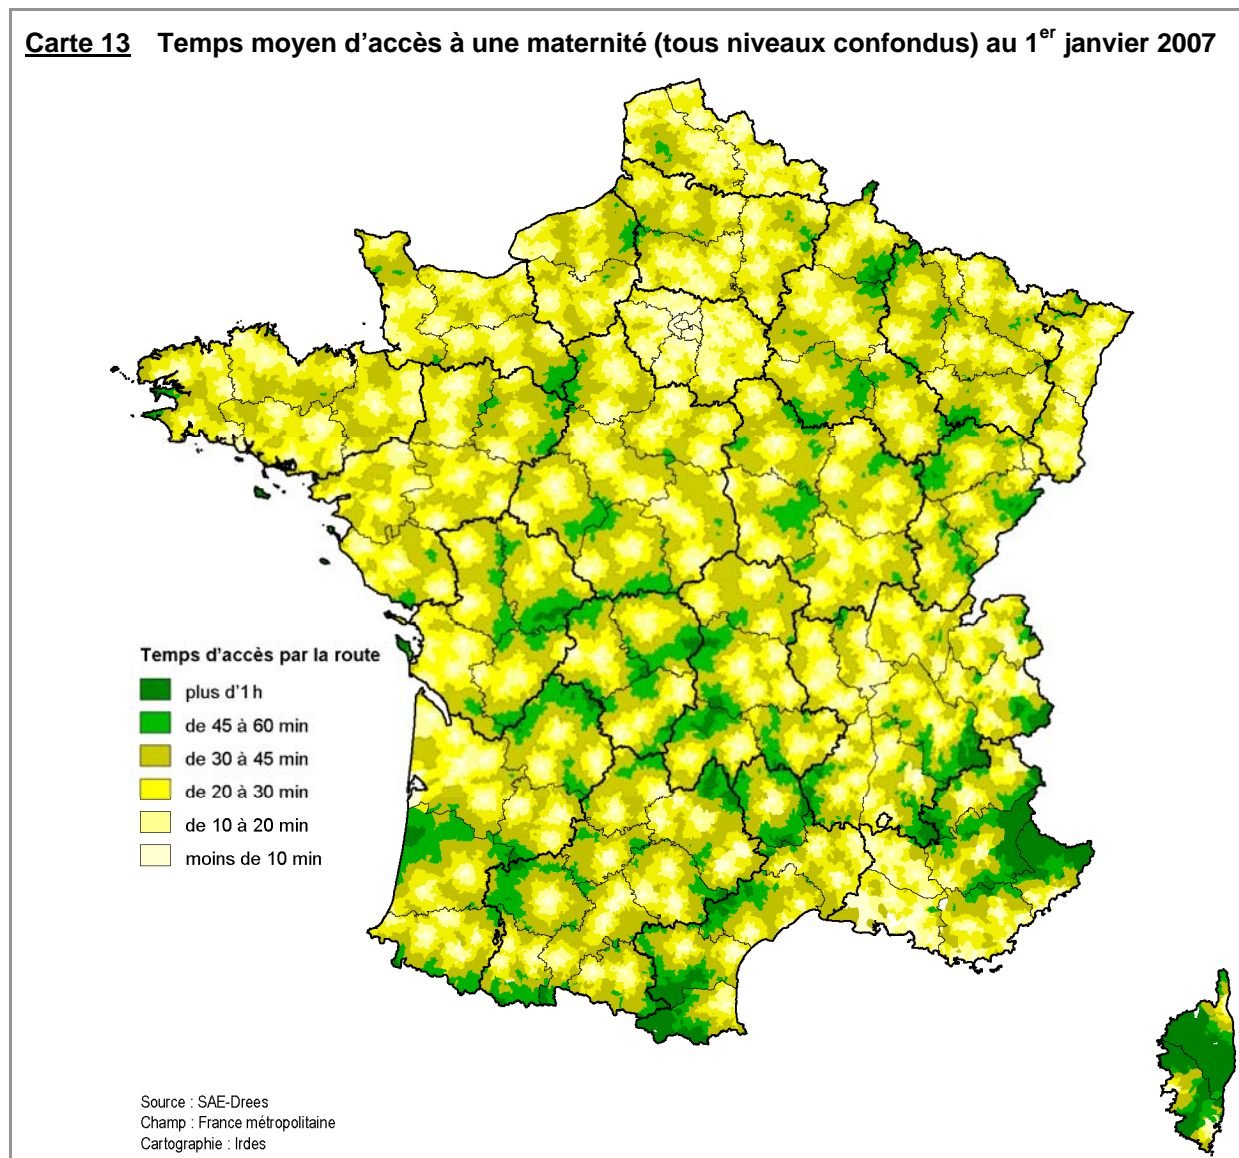 Carte 13 Temps moyen d'accès à une maternité (tous niveaux confondus) au 1er janvier 2007
Temps d'accès par la route
plus d'1 h
de 45 à 60 min
de 30 à 45 min
de 20 à 30 min
de 10 à 20 min
moins de 10 min
Source : SAE-Drees
Champ : France métropolitaine
Cartographie : Irdes